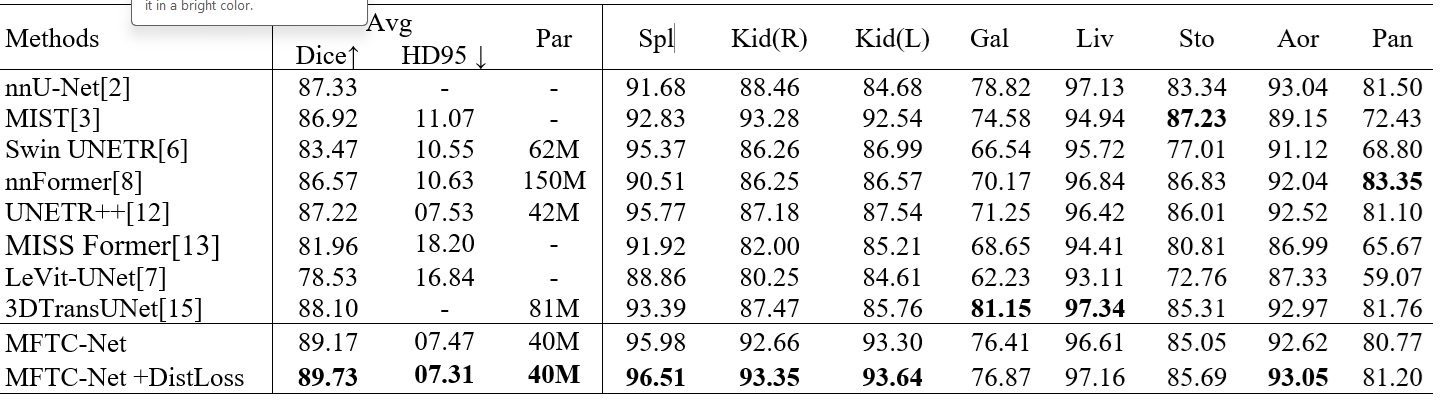 it in a bright color.
Methods Avg Par Spl Kid(R) Kid(L) Gal Liv Sto Aor Pan
Dice↑ HD95 ↓
nnU-Net[2] 87.33 - - 91.68 88.46 84.68 78.82 97.13 83.34 93.04 81.50
MIST[3] 86.92 11.07 - 92.83 93.28 92.54 74.58 94.94 87.23 89.15 72.43
Swin UNETR[6] 83.47 10.55 62M 95.37 86.26 86.99 66.54 95.72 77.01 91.12 68.80
nnFormer[8] 86.57 10.63 150M 90.51 86.25 86.57 70.17 96.84 86.83 92.04 83.35
UNETR++[12] 87.22 07.53 42M 95.77 87.18 87.54 71.25 96.42 86.01 92.52 81.10
MISS Former[13] 81.96 18.20 - 91.92 82.00 85.21 68.65 94.41 80.81 86.99 65.67
LeVit-UNet[7] 78.53 16.84 - 88.86 80.25 84.61 62.23 93.11 72.76 87.33 59.07
3DTransUNet[15] 88.10 - 81M 93.39 87.47 85.76 81.15 97.34 85.31 92.97 81.76
MFTC-Net 89.17 07.47 40M 95.98 92.66 93.30 76.41 96.61 85.05 92.62 80.77
MFTC-Net +DistLoss 89.73 07.31 40M 96.51 93.35 93.64 76.87 97.16 85.69 93.05 81.20